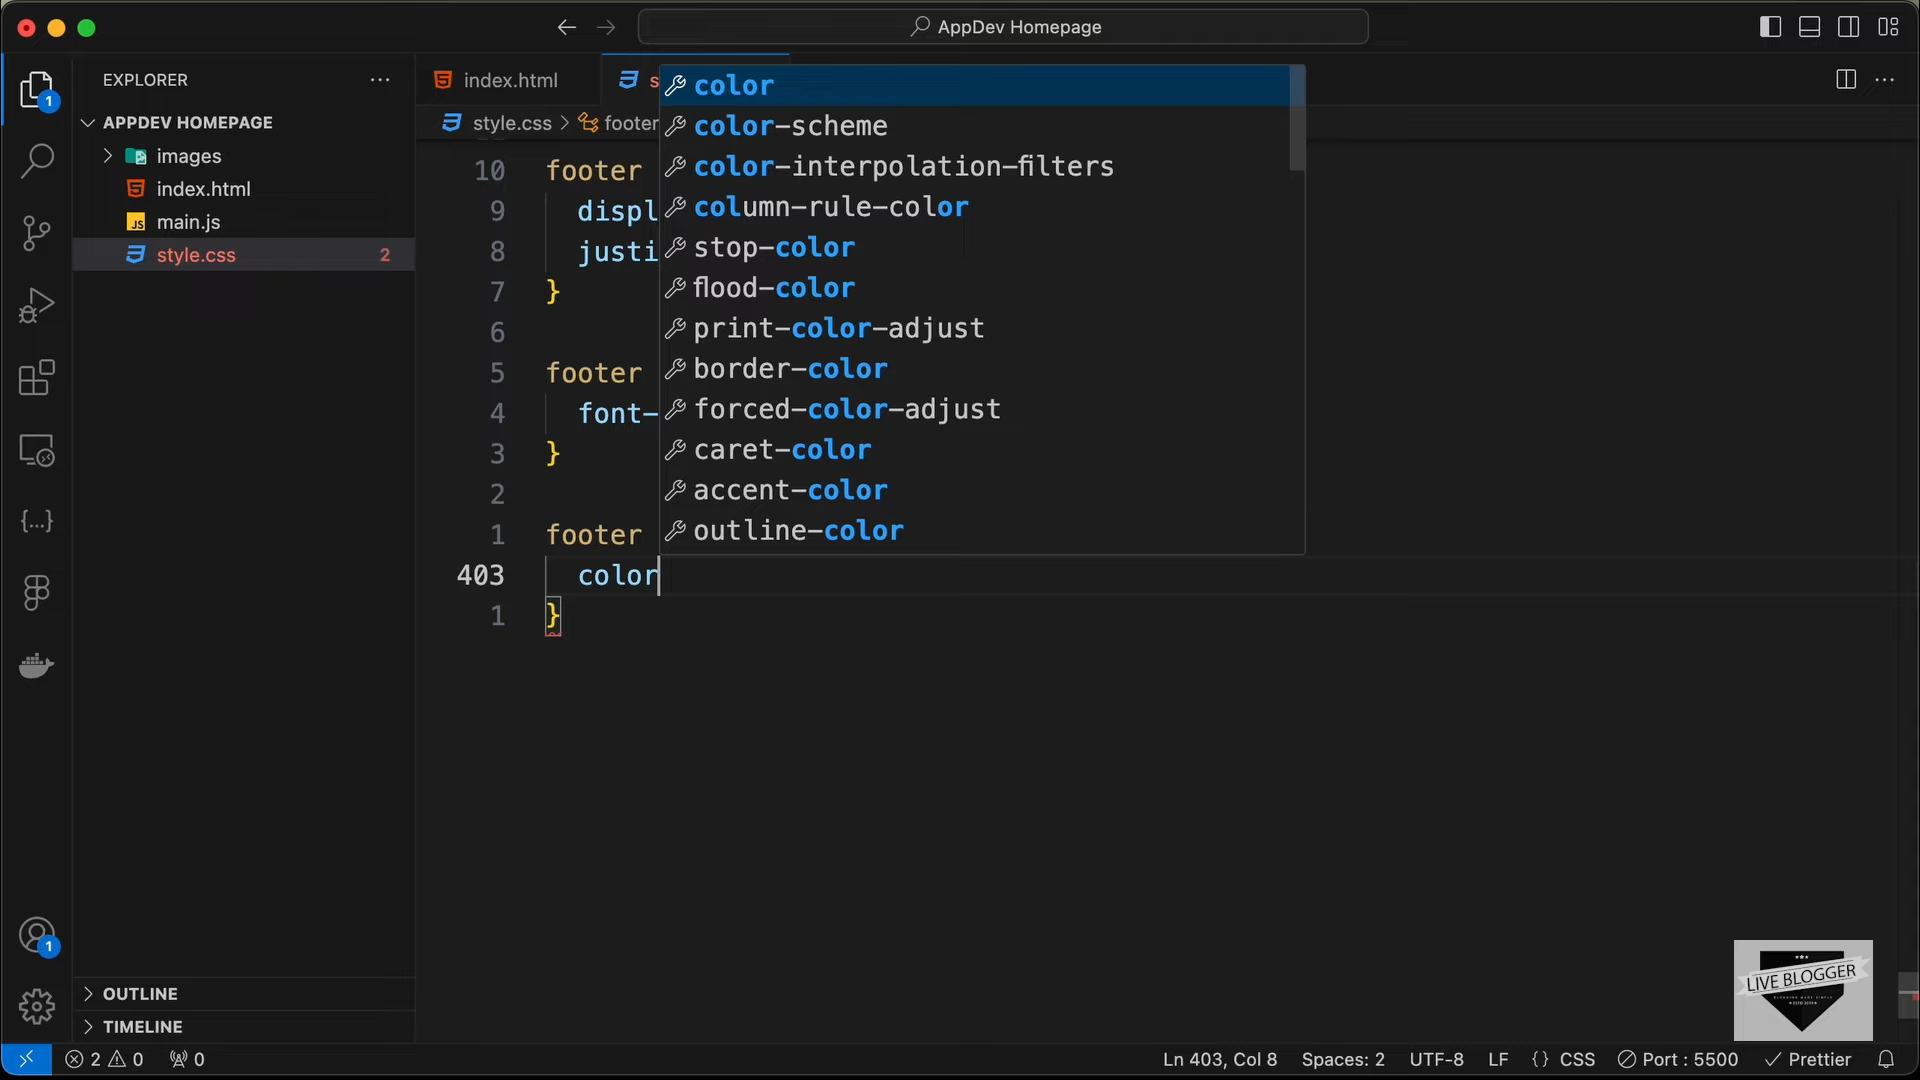 AppDev Homepage
EXPLORER
APPDEV HOMEPAGE
images
index.html
main.js
style.css 2
OUTLINE
TIMELINE
index.html
s
style.css > footer
10 footer
9 displ
8 justi
7 }
6
5 footer
4 font-
3 }
2
1 footer
403 color
1 }
color
color-scheme
color-interpolation-filters
column-rule-color
stop-color
flood-color
print-color-adjust
border-color
forced-color-adjust
caret-color
accent-color
outline-color
1
1
LIVE BLOGGER
2 0 0
Ln 403, Col 8 Spaces: 2 UTF-8 LF {} CSS Port : 5500 Prettier